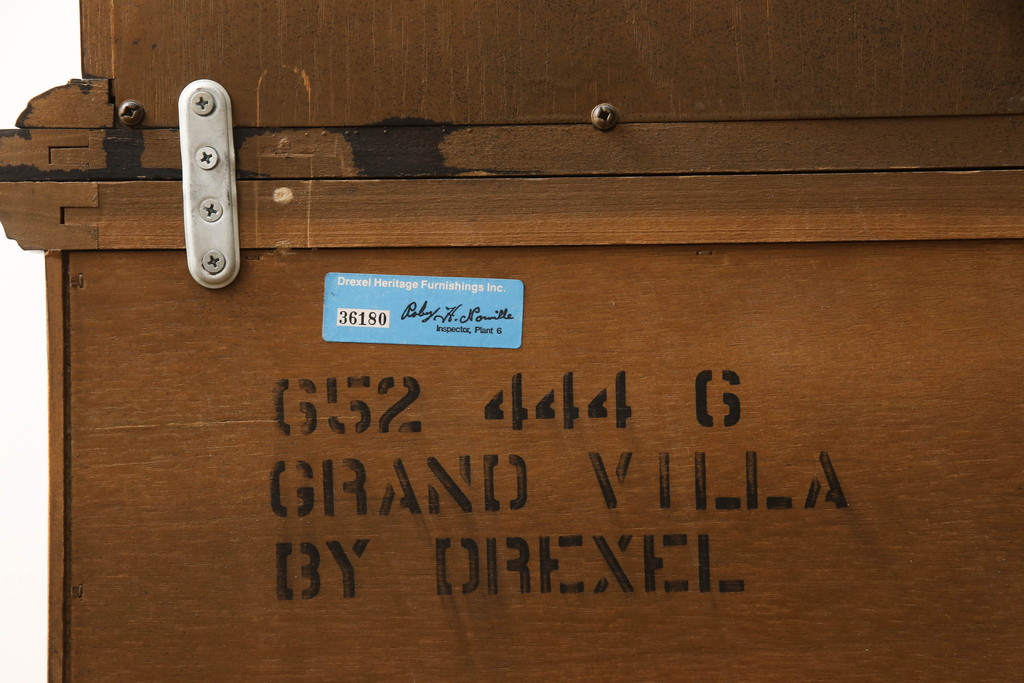 Drexel Heritage Furnishings Inc.
36180
Inspector, Plant 6
652 444 6
GRAND VILLA
BY DREXEL